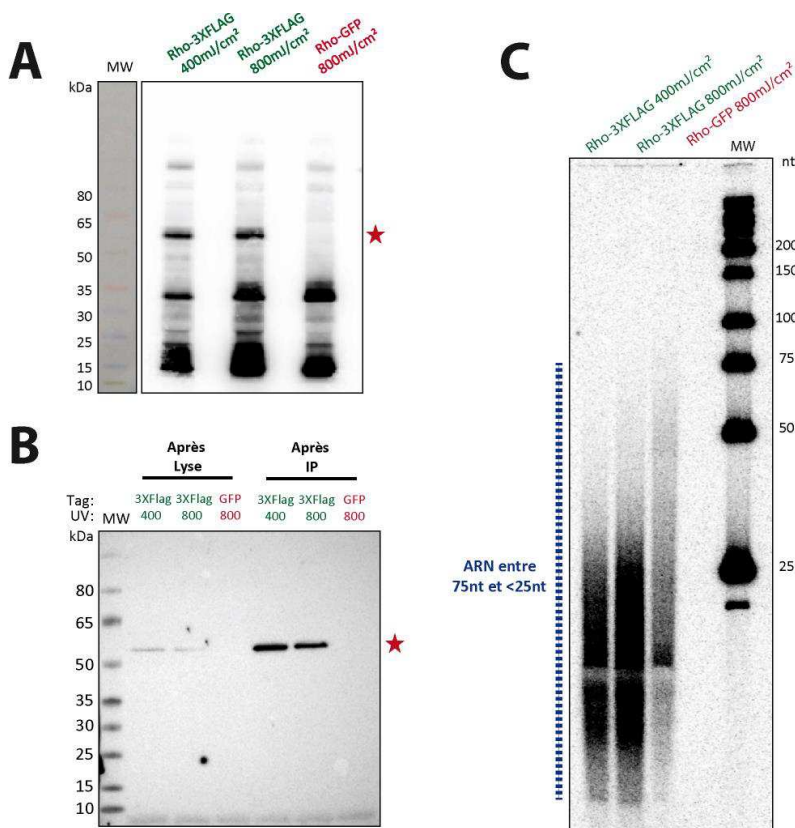 A
MW
Rho-3XFLAG
400mJ/cm²
Rho-3XFLAG
800mJ/cm²
Rho-GFP
800mJ/cm²
kDa
80
65
50
35
30
25
15
10
B
Après
Lyse
Après
IP
Tag: 3XFlag 3XFlag GFP 3XFlag 3XFlag GFP
UV: 400 800 800 400 800 800
MW
kDa
80
65
50
35
30
25
15
10
C
Rho-3XFLAG 400mJ/cm²
Rho-3XFLAG 800mJ/cm²
Rho-GFP 800mJ/cm²
MW
nt
200
150
100
75
50
25
ARN entre
75nt et <25nt